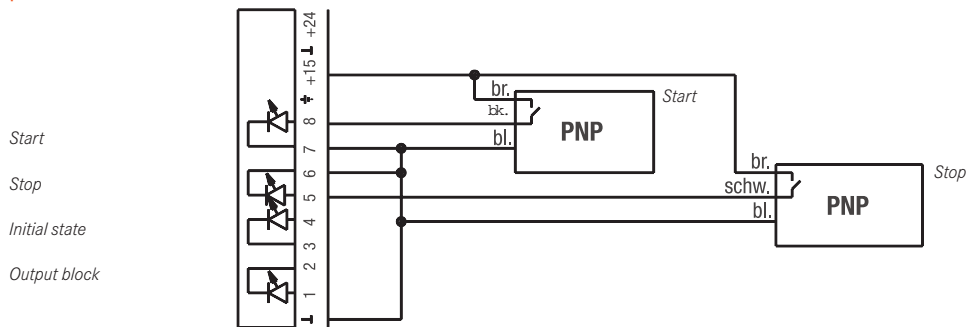 Start
Stop
Initial state
Output block
+24
+15
8
7
6
5
4
3
2
1
br.
bk.
bl.
PNP
Start
br.
schw.
bl.
PNP
Stop